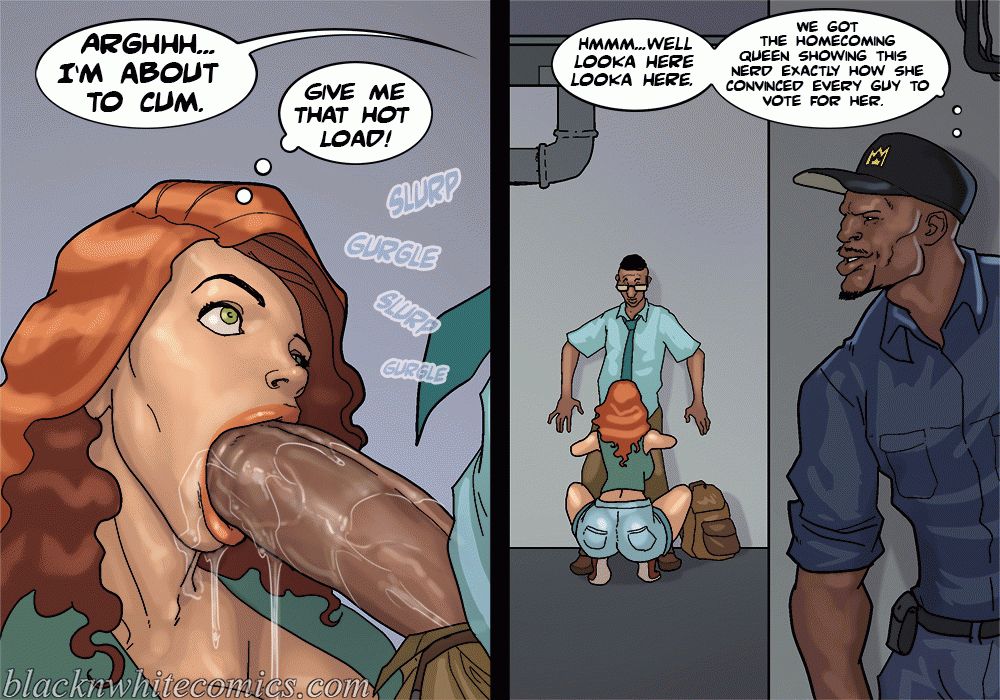 ARGHHH...
I'M ABOUT
TO CUM.
GIVE ME
THAT HOT
LOAD!
SLURP
GURGLE
SLURP
GURGLE
HMMM...WELL
LOOKA HERE
LOOKA HERE.
WE GOT
THE HOMECOMING
QUEEN SHOWING THIS
NERD EXACTLY HOW SHE
CONVINCED EVERY GUY TO
VOTE FOR HER.
blacknwhitecomics.com